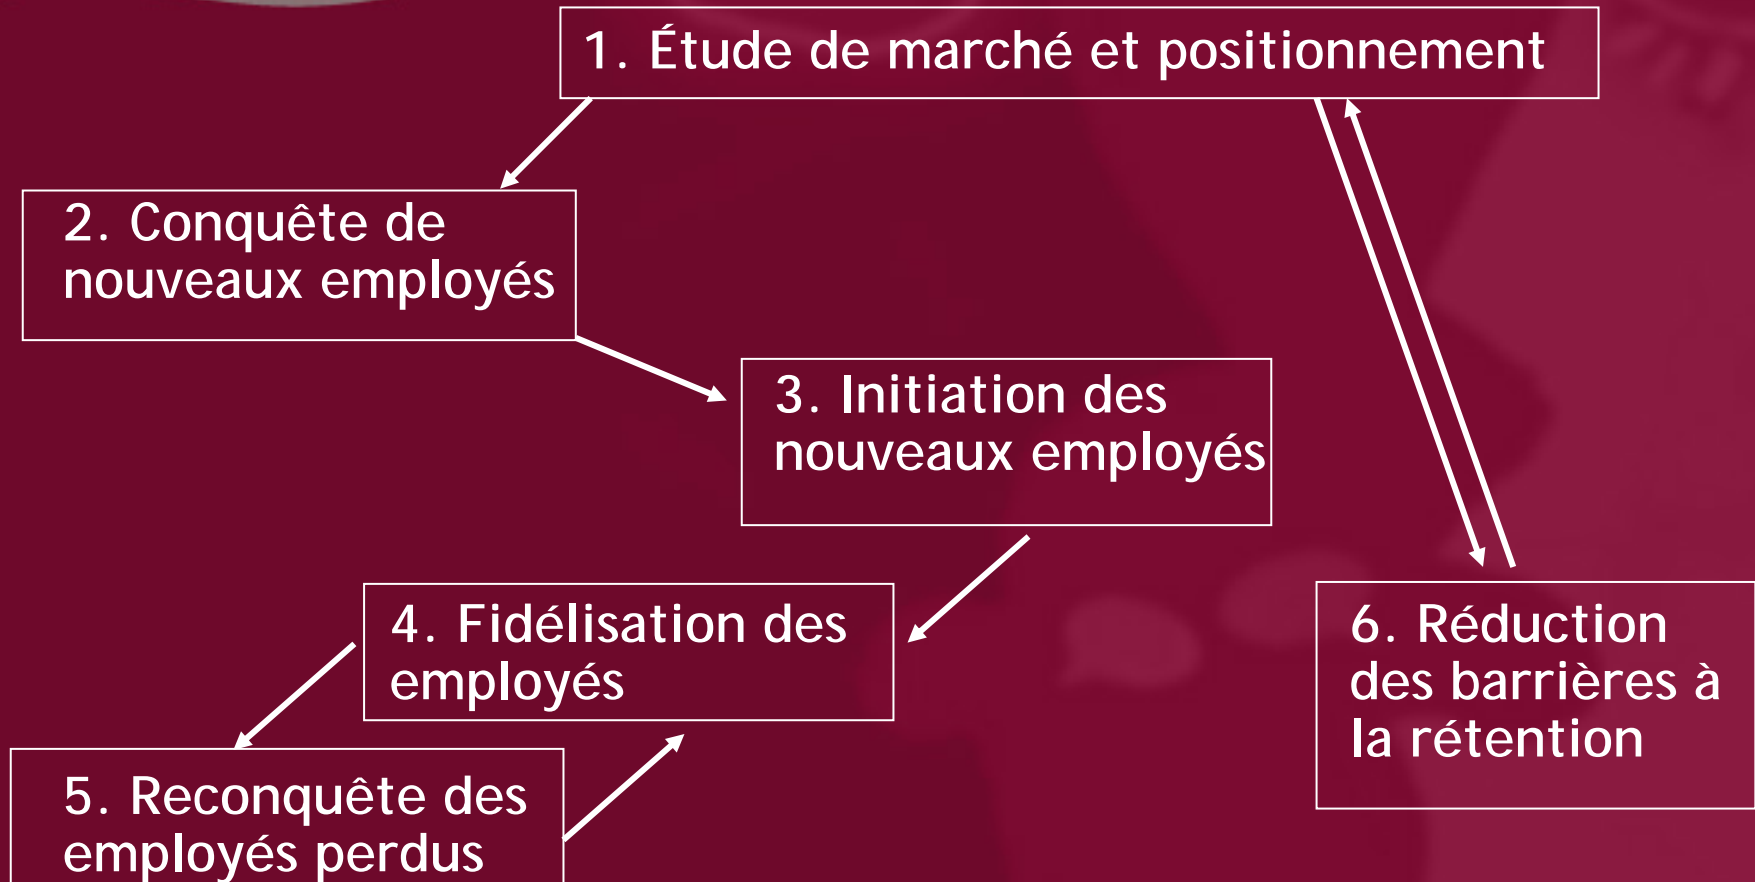 1. Étude de marché et positionnement
2. Conquête de
nouveaux employés
3. Initiation des
nouveaux employés
4. Fidélisation des
employés
5. Reconquête des
employés perdus
6. Réduction
des barrières à
la rétention